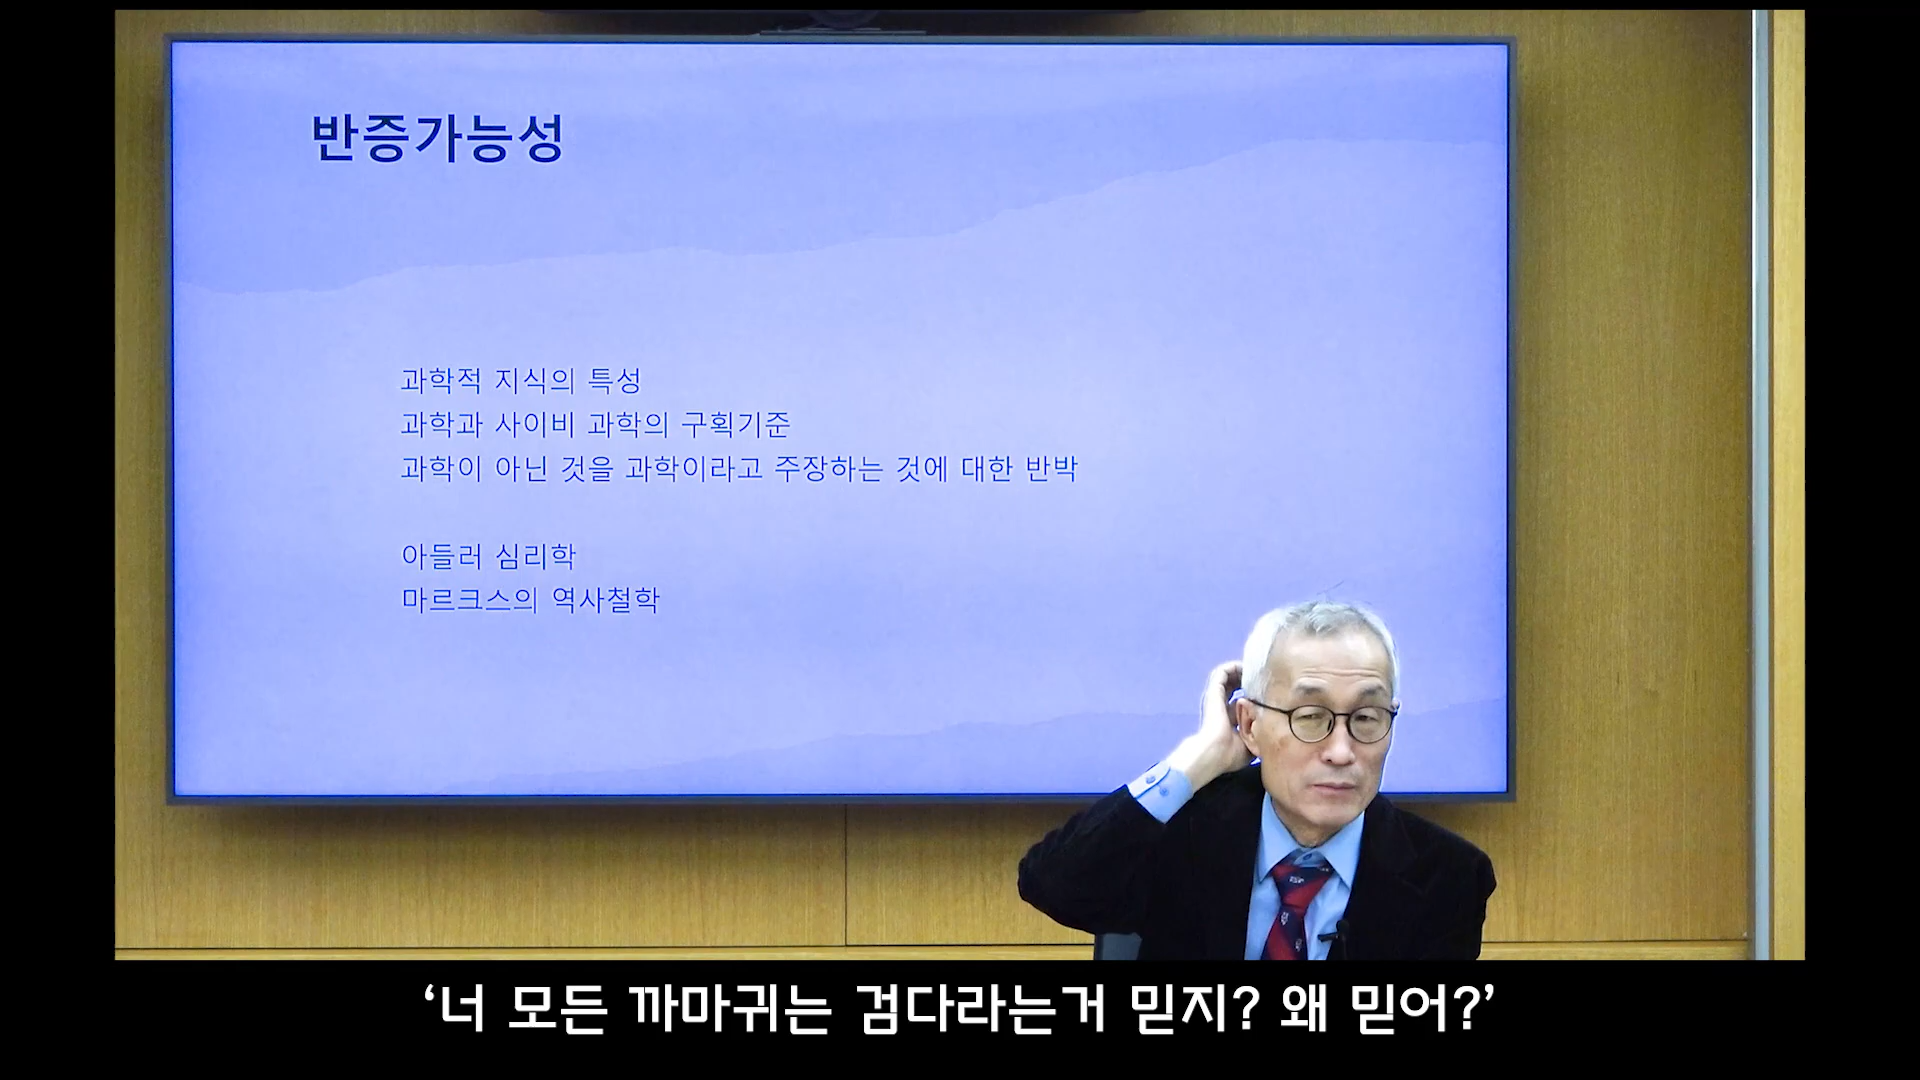 반증가능성
과학적 지식의 특성
과학과 사이비 과학의 구획기준
과학이 아닌 것을 과학이라고 주장하는 것에 대한 반박
아들러 심리학
마르크스의 역사철학
‘너 모든 까마귀는 검다라는거 믿지? 왜 믿어?’